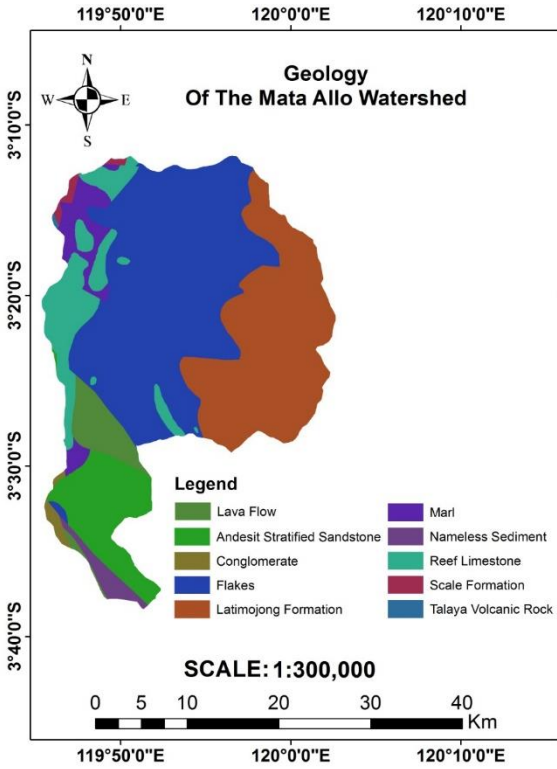 119°50'0"E 120°0'0"E 120°10'0"E
N
W E
S
Geology
Of The Mata Allo Watershed
3°10'0"S
3°20'0"S
3°30'0"S
3°40'0"S
Legend
Lava Flow
Andesit Stratified Sandstone
Conglomerate
Flakes
Latimojong Formation
Marl
Nameless Sediment
Reef Limestone
Scale Formation
Talaya Volcanic Rock
SCALE: 1:300,000
0 5 10 20 30 40
Km
119°50'0"E 120°0'0"E 120°10'0"E